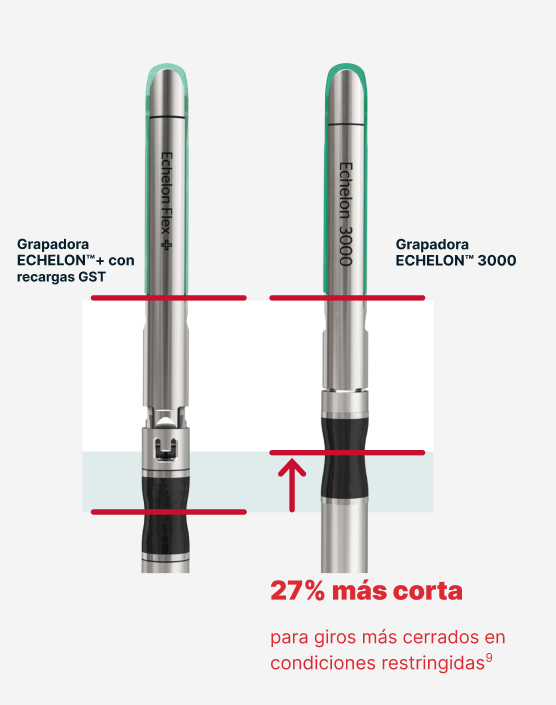 Echelon Flex
Echelon 3000
Grapadora
ECHELON™+ con
recargas GST
Grapadora
ECHELON™ 3000
27% más corta
para giros más cerrados en
condiciones restringidas⁹